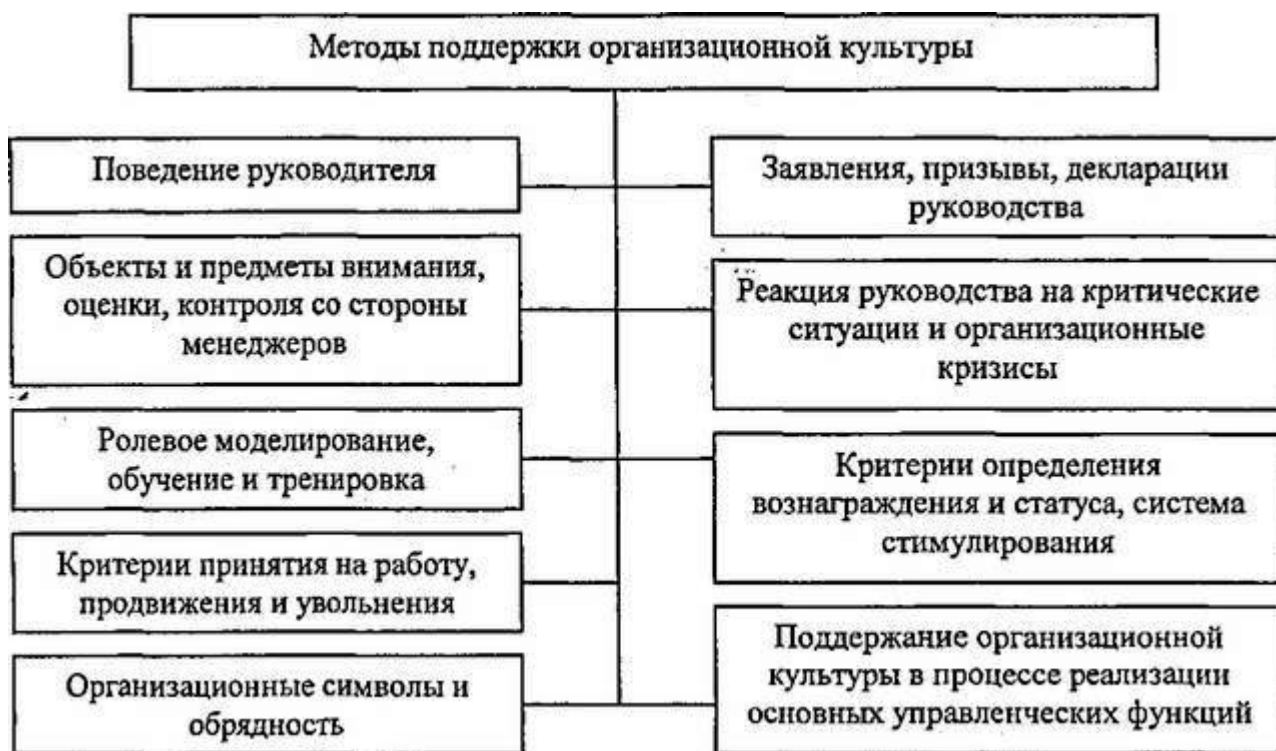 Методы поддержки организационной культуры
Поведение руководителя
Заявления, призывы, декларации
руководства
Объекты и предметы внимания,
оценки, контроля со стороны
менеджеров
Реакция руководства на критические
ситуации и организационные
кризисы
Ролевое моделирование,
обучение и тренировка
Критерии определения
вознаграждения и статуса, система
стимулирования
Критерии принятия на работу,
продвижения и увольнения
Организационные символы и
обрядность
Поддержание организационной
культуры в процессе реализации
основных управленческих функций